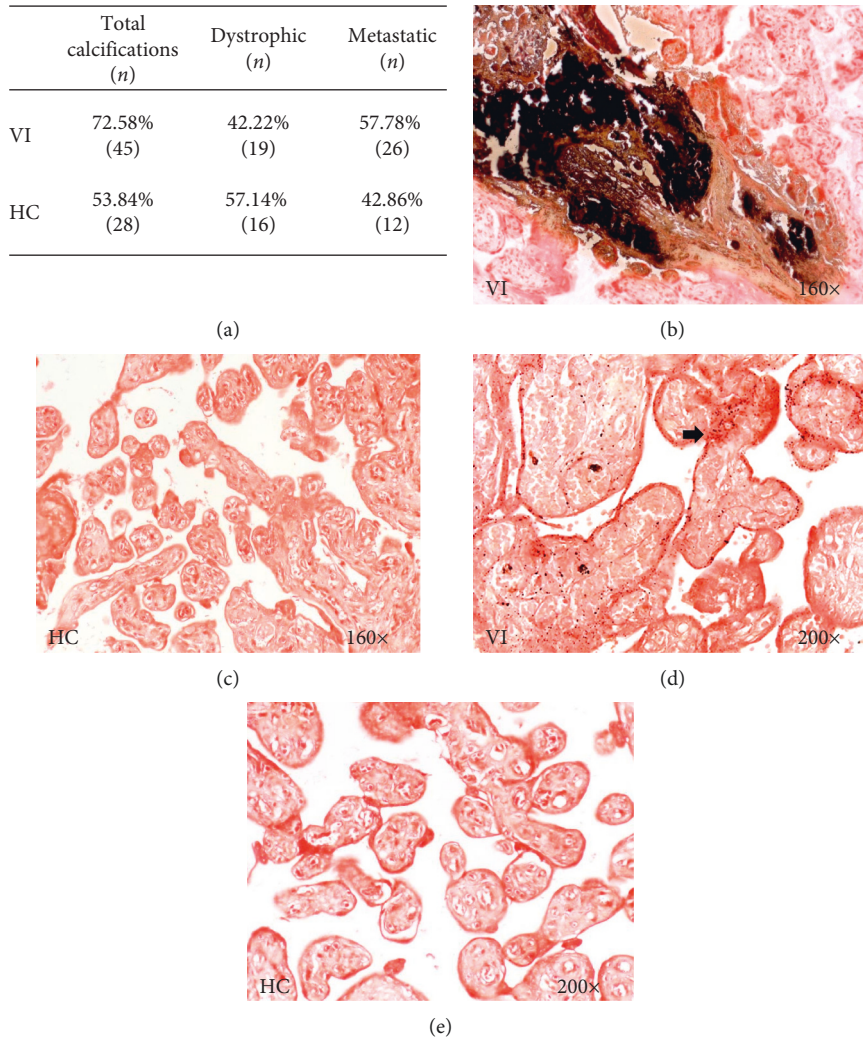 Total calcifications (n) Dystrophic (n) Metastatic (n)
VI 72.58% (45) 42.22% (19) 57.78% (26)
HC 53.84% (28) 57.14% (16) 42.86% (12)
(a)
VI 160×
(b)
HC 160×
(c)
VI 200×
(d)
HC 200×
(e)